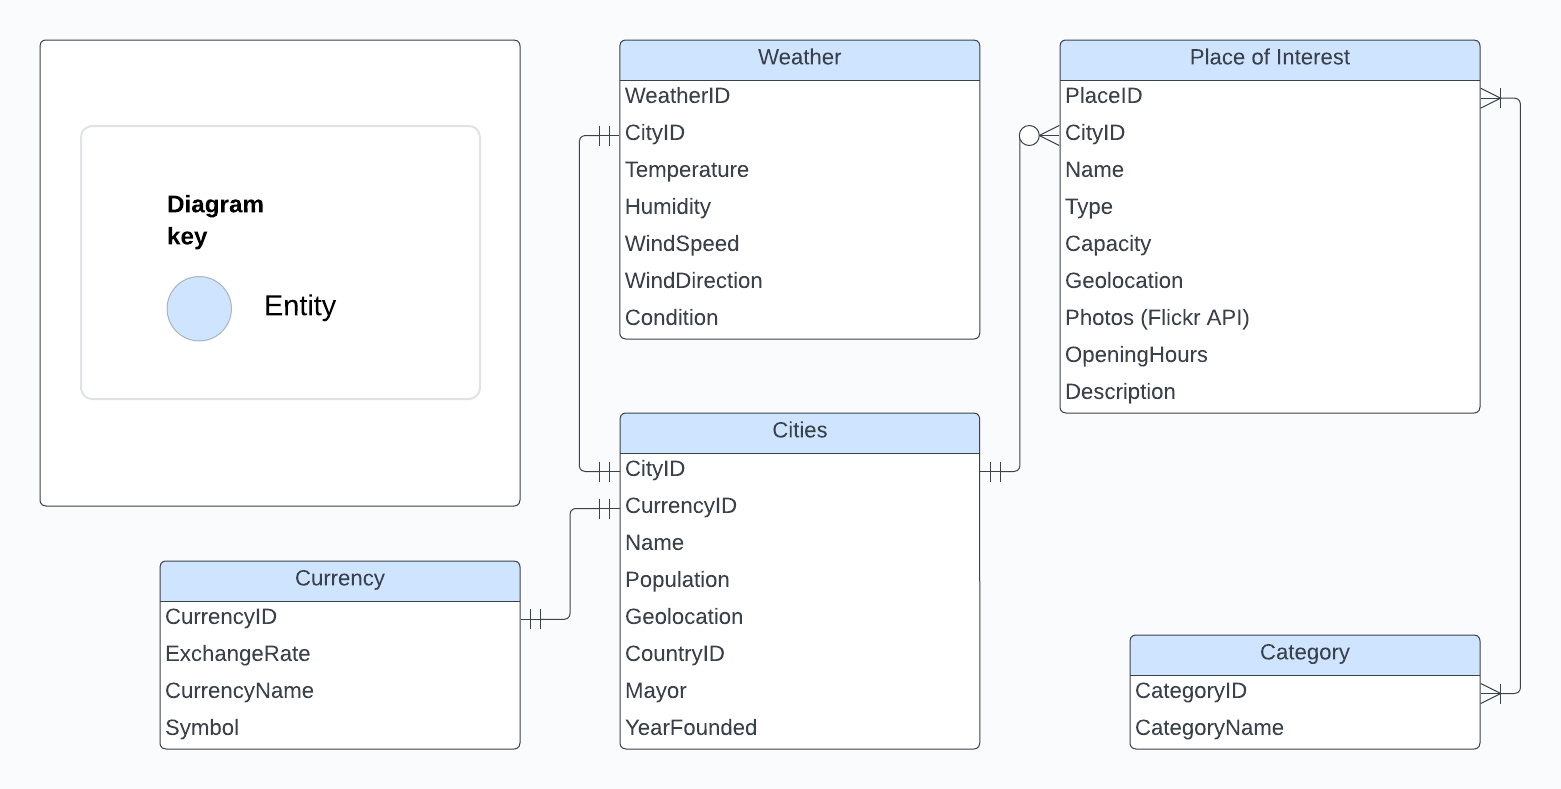 Diagram
key
Entity
Weather
WeatherID
CityID
Temperature
Humidity
WindSpeed
WindDirection
Condition
Place of Interest
PlaceID
CityID
Name
Type
Capacity
Geolocation
Photos (Flickr API)
OpeningHours
Description
Currency
CurrencyID
ExchangeRate
CurrencyName
Symbol
Cities
CityID
CurrencyID
Name
Population
Geolocation
CountryID
Mayor
YearFounded
Category
CategoryID
CategoryName